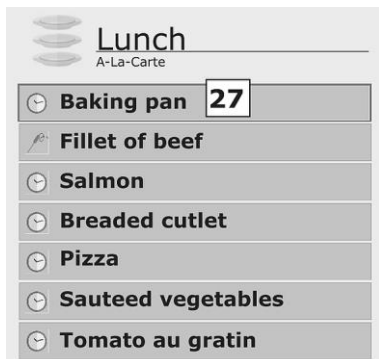 Lunch
A-La-Carte
Baking pan 27
Fillet of beef
Salmon
Breaded cutlet
Pizza
Sauteed vegetables
Tomato au gratin